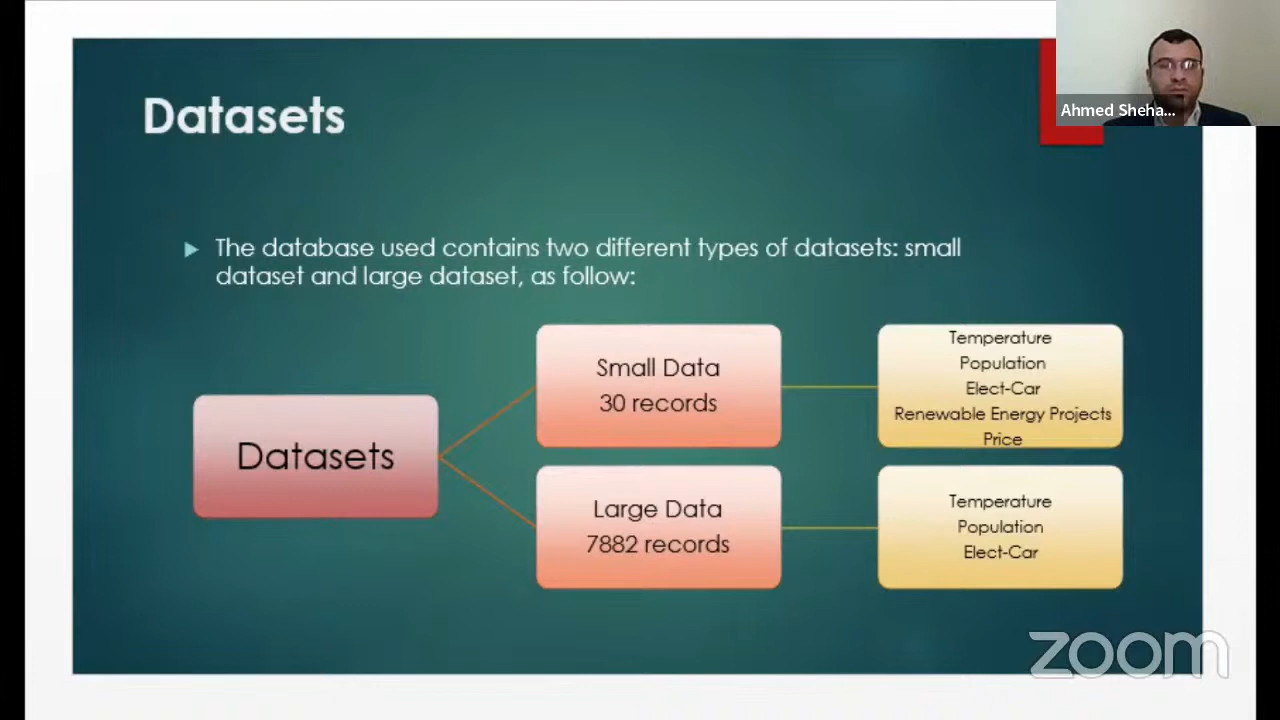 Datasets
Ahmed Sheha...
The database used contains two different types of datasets: small
dataset and large dataset, as follow:
Datasets
Small Data
30 records
Temperature
Population
Elect-Car
Renewable Energy Projects
Price
Large Data
7882 records
Temperature
Population
Elect-Car
zoom